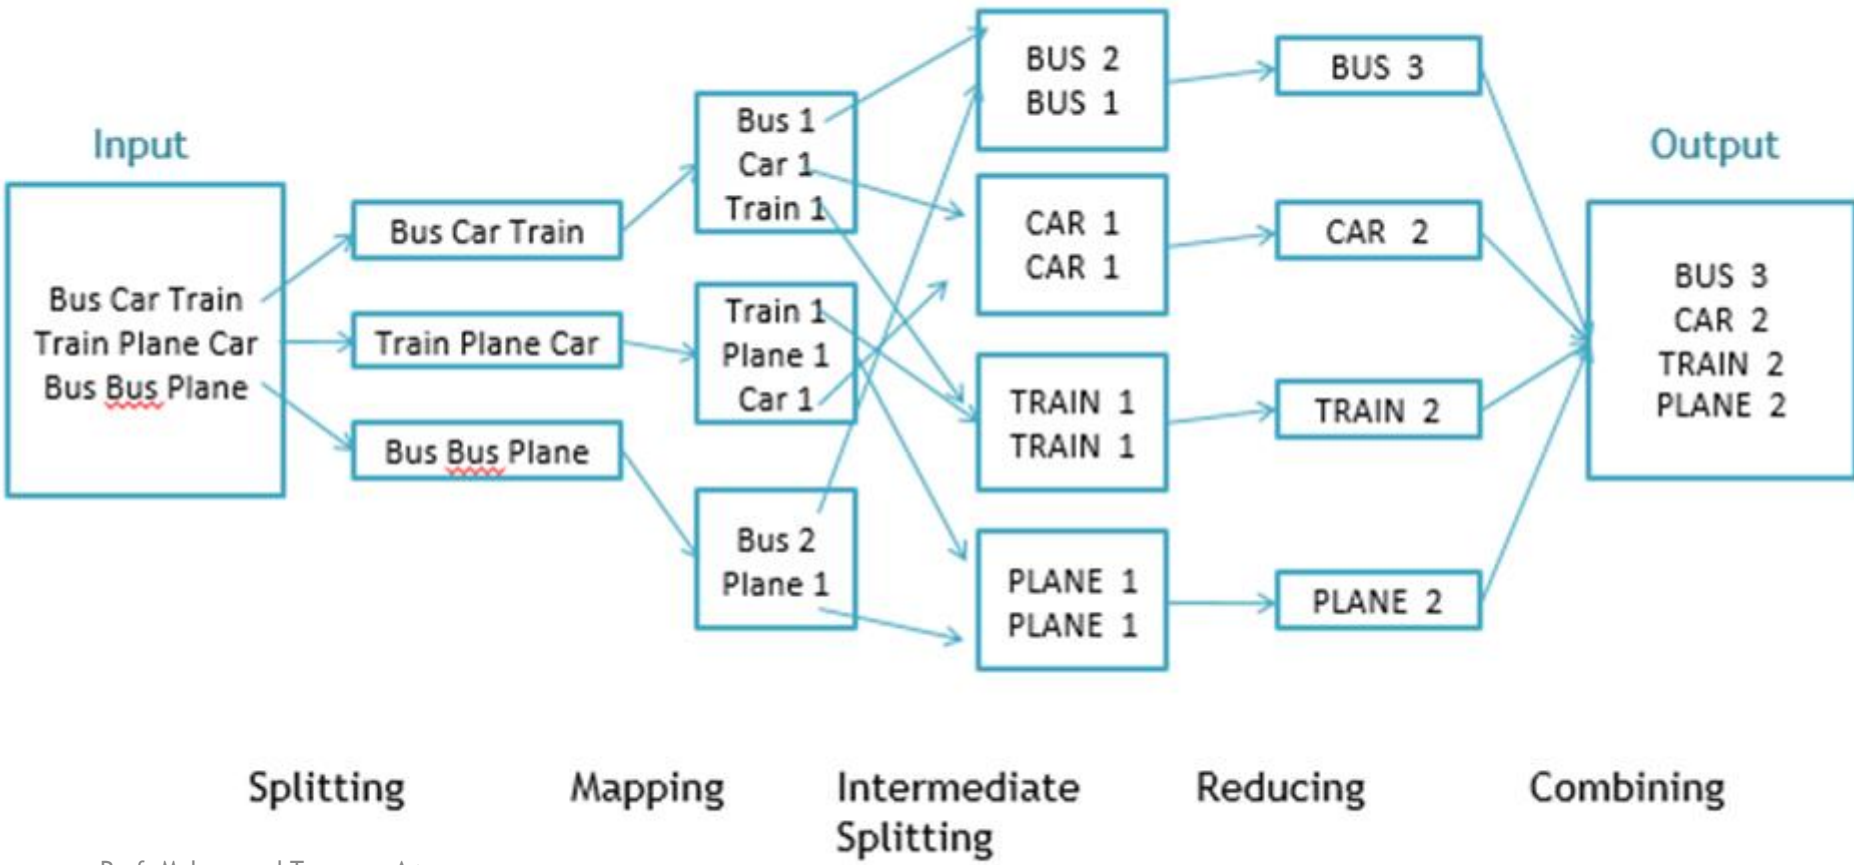 Input
Bus Car Train
Train Plane Car
Bus Bus Plane
Bus Car Train
Train Plane Car
Bus Bus Plane
Bus 1
Car 1
Train 1
Train 1
Plane 1
Car 1
Bus 2
Plane 1
BUS 2
BUS 1
CAR 1
CAR 1
TRAIN 1
TRAIN 1
PLANE 1
PLANE 1
BUS 3
CAR 2
TRAIN 2
PLANE 2
Output
BUS 3
CAR 2
TRAIN 2
PLANE 2
Splitting
Mapping
Intermediate
Splitting
Reducing
Combining